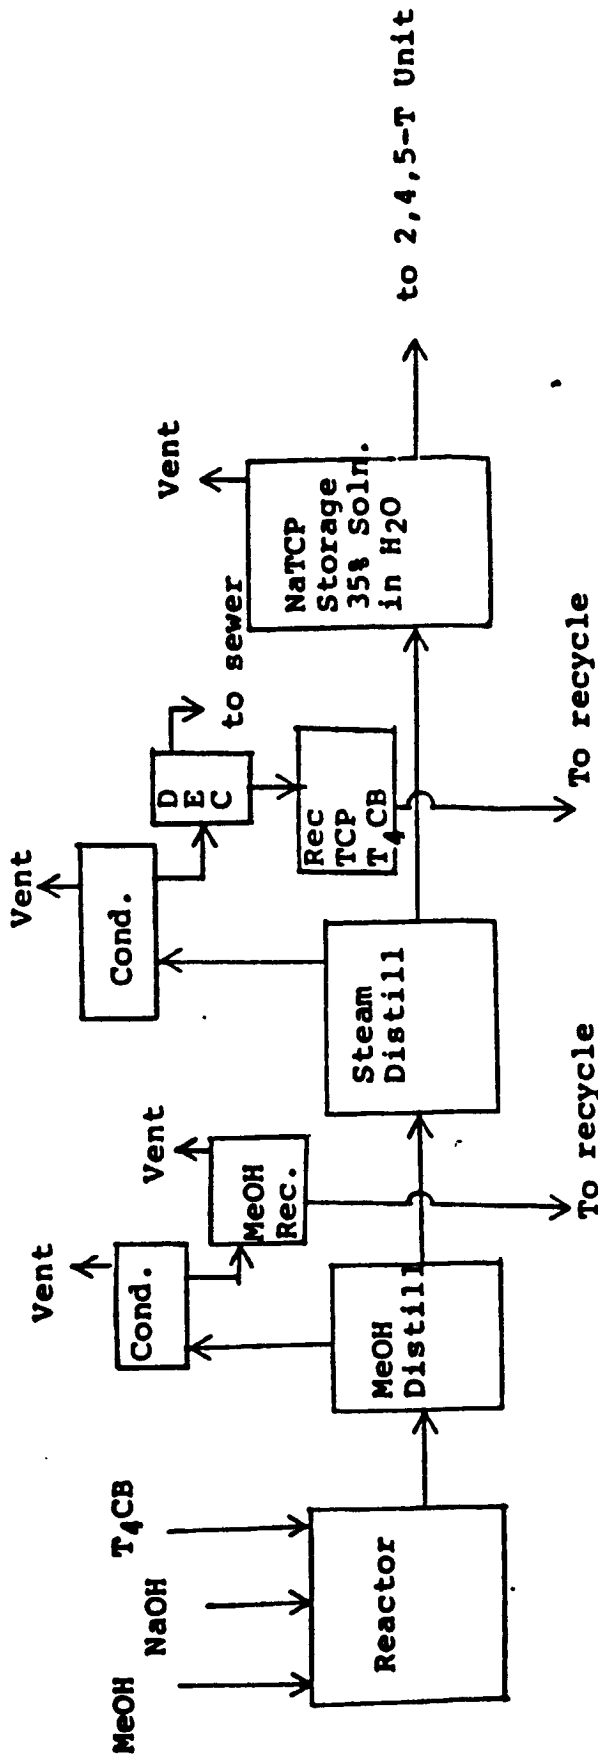 MeOH
NaOH
T4CB
Reactor
MeOH
Distill
Cond.
Vent
MeOH
Rec.
Vent
To recycle
Steam
Distill
Cond.
Vent
D
E
C
to sewer
Rec
TCP
T4CB
To recycle
NaTCP
Storage
35% Soln.
in H2O
Vent
to 2,4,5-T Unit